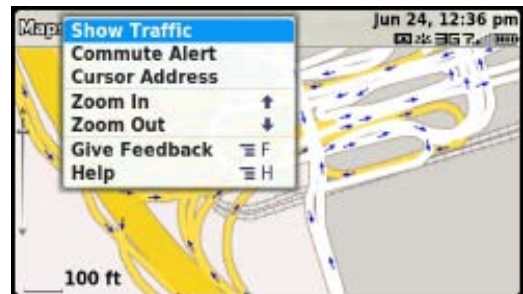 Maps
Jun 24, 12:36 pm
3G
Show Traffic
Commute Alert
Cursor Address
Zoom In
Zoom Out
Give Feedback F
Help H
100 ft